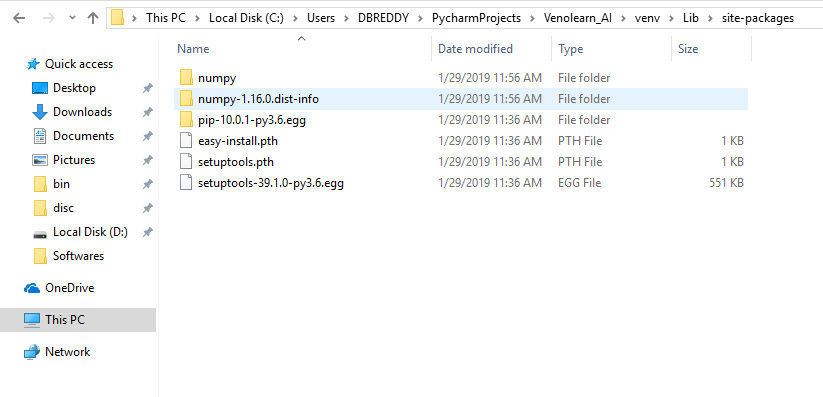 This PC > Local Disk (C:) > Users > DBREDDY > PycharmProjects > Venolearn_AI > venv > Lib > site-packages
Name Date modified Type Size
Quick access
Desktop
Downloads
Documents
Pictures
bin
disc
Local Disk (D:)
Softwares
OneDrive
This PC
Network
numpy 1/29/2019 11:56 AM File folder
numpy-1.16.0.dist-info 1/29/2019 11:56 AM File folder
pip-10.0.1-py3.6.egg 1/29/2019 11:36 AM File folder
easy-install.pth 1/29/2019 11:36 AM PTH File 1 KB
setuptools.pth 1/29/2019 11:36 AM PTH File 1 KB
setuptools-39.1.0-py3.6.egg 1/29/2019 11:36 AM EGG File 551 KB